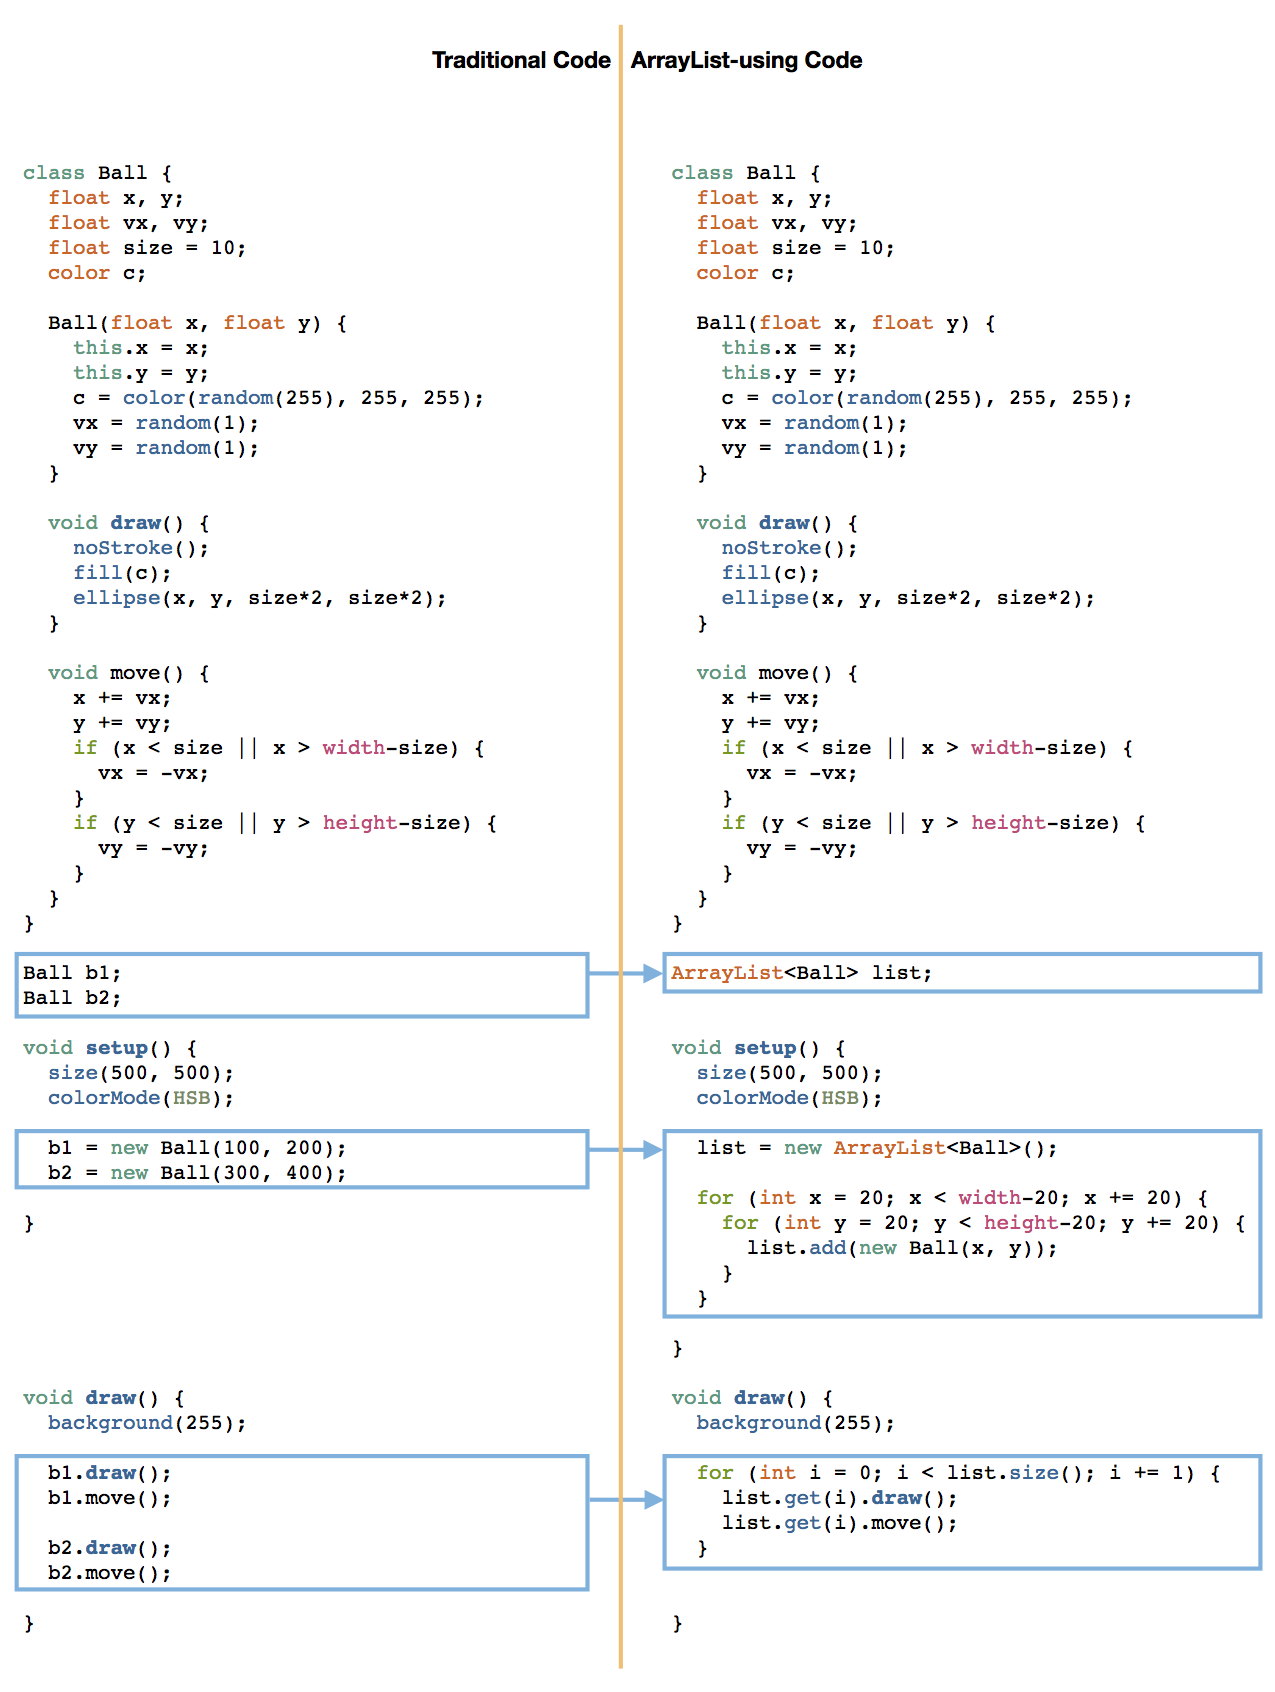 Traditional Code
ArrayList-using Code
class Ball {
  float x, y;
  float vx, vy;
  float size = 10;
  color c;
  Ball(float x, float y) {
    this.x = x;
    this.y = y;
    c = color(random(255), 255, 255);
    vx = random(1);
    vy = random(1);
  }
  void draw() {
    noStroke();
    fill(c);
    ellipse(x, y, size*2, size*2);
  }
  void move() {
    x += vx;
    y += vy;
    if (x < size || x > width-size) {
      vx = -vx;
    }
    if (y < size || y > height-size) {
      vy = -vy;
    }
  }
}
Ball b1;
Ball b2;
void setup() {
  size(500, 500);
  colorMode(HSB);
  b1 = new Ball(100, 200);
  b2 = new Ball(300, 400);
}
void draw() {
  background(255);
  b1.draw();
  b1.move();
  b2.draw();
  b2.move();
}
class Ball {
  float x, y;
  float vx, vy;
  float size = 10;
  color c;
  Ball(float x, float y) {
    this.x = x;
    this.y = y;
    c = color(random(255), 255, 255);
    vx = random(1);
    vy = random(1);
  }
  void draw() {
    noStroke();
    fill(c);
    ellipse(x, y, size*2, size*2);
  }
  void move() {
    x += vx;
    y += vy;
    if (x < size || x > width-size) {
      vx = -vx;
    }
    if (y < size || y > height-size) {
      vy = -vy;
    }
  }
}
ArrayList<Ball> list;
void setup() {
  size(500, 500);
  colorMode(HSB);
  list = new ArrayList<Ball>();
  for (int x = 20; x < width-20; x += 20) {
    for (int y = 20; y < height-20; y += 20) {
      list.add(new Ball(x, y));
    }
  }
}
void draw() {
  background(255);
  for (int i = 0; i < list.size(); i += 1) {
    list.get(i).draw();
    list.get(i).move();
  }
}